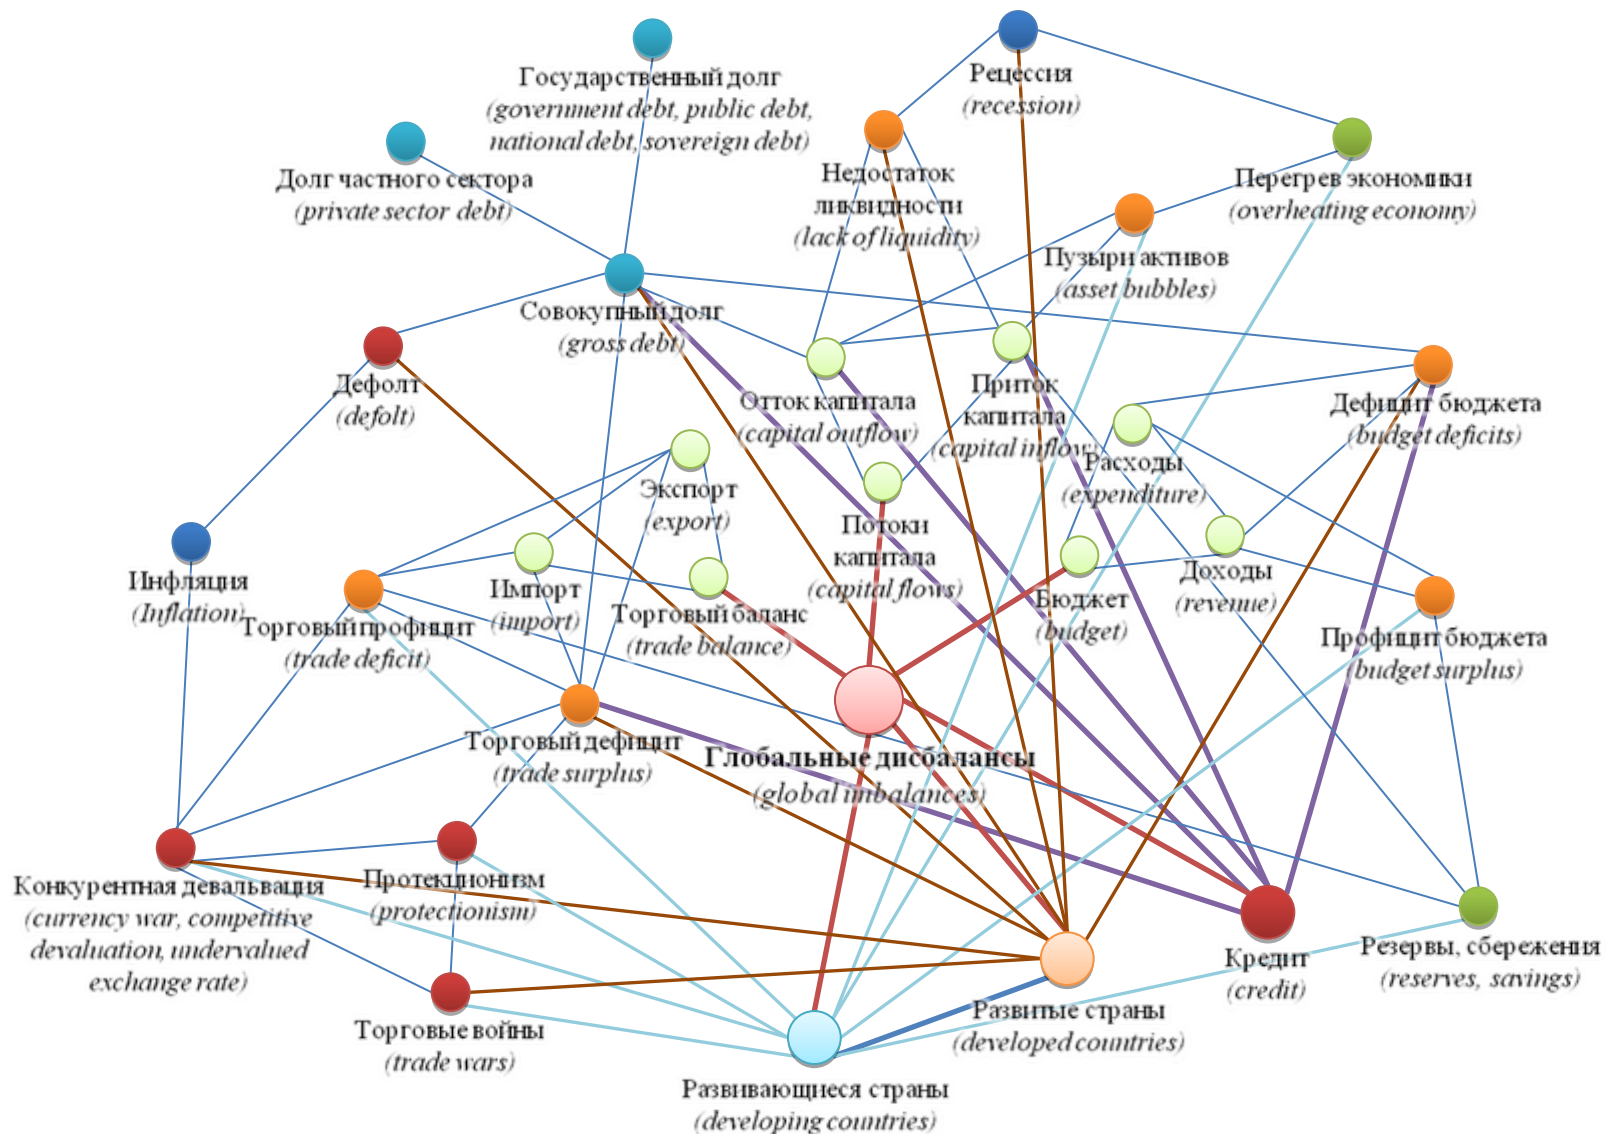 Государственный долг
(government debt, public debt,
national debt, sovereign debt)
Рецессия
(recession)
Долг частного сектора
(private sector debt)
Недостаток
ликвидности
(lack of liquidity)
Перегрев экономики
(overheating economy)
Пузыри активов
(asset bubbles)
Совокупный долг
(gross debt)
Дефолт
(defolt)
Отток капитала
(capital outflow)
Приток
капитала
(capital inflow)
Дефицит бюджета
(budget deficits)
Расходы
(expenditure)
Экспорт
(export)
Потоки
капитала
(capital flows)
Инфляция
(Inflation)
Импорт
(import)
Доходы
(revenue)
Торговый профицит
(trade deficit)
Торговый баланс
(trade balance)
Бюджет
(budget)
Профицит бюджета
(budget surplus)
Торговый дефицит
(trade surplus)
Глобальные дисбалансы
(global imbalances)
Конкурентная девальвация
(currency war, competitive
devaluation, undervalued
exchange rate)
Протекционизм
(protectionism)
Кредит
(credit)
Резервы, сбережения
(reserves, savings)
Торговые войны
(trade wars)
Развитые страны
(developed countries)
Развивающиеся страны
(developing countries)